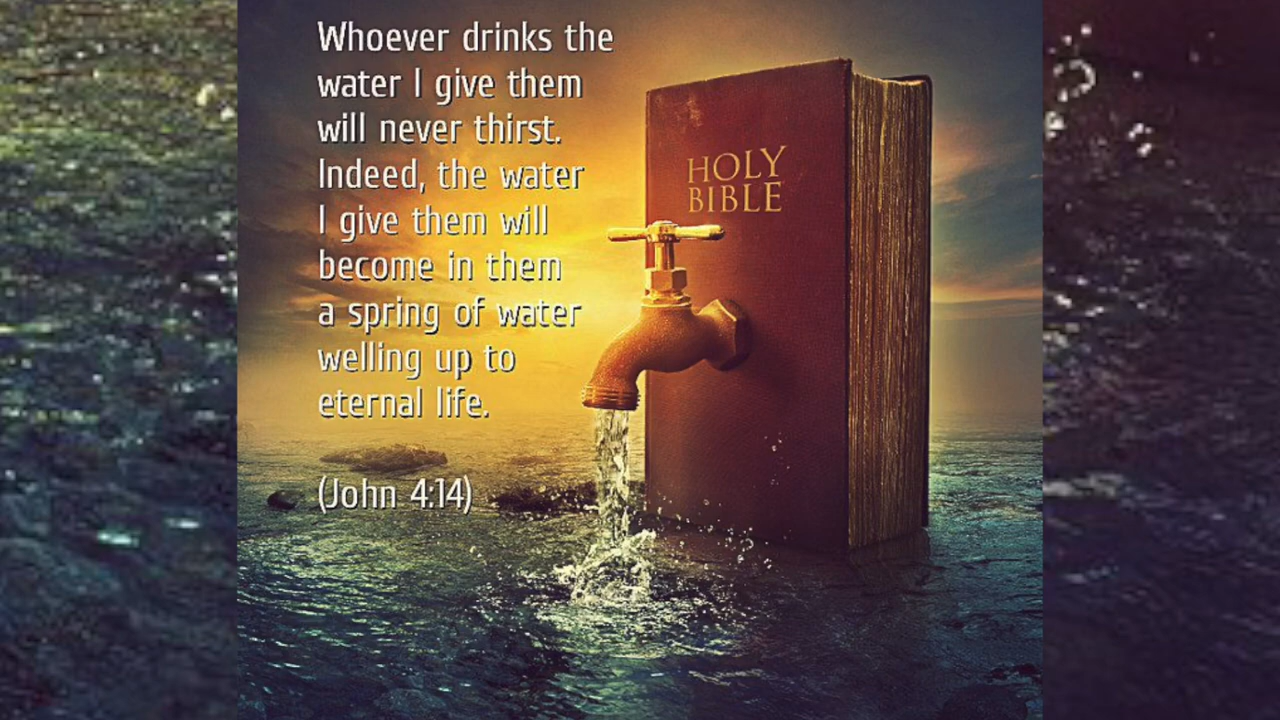 Whoever drinks the
water I give them
will never thirst.
Indeed, the water
I give them will
become in them
a spring of water
welling up to
eternal life.
(John 4:14)
HOLY
BIBLE